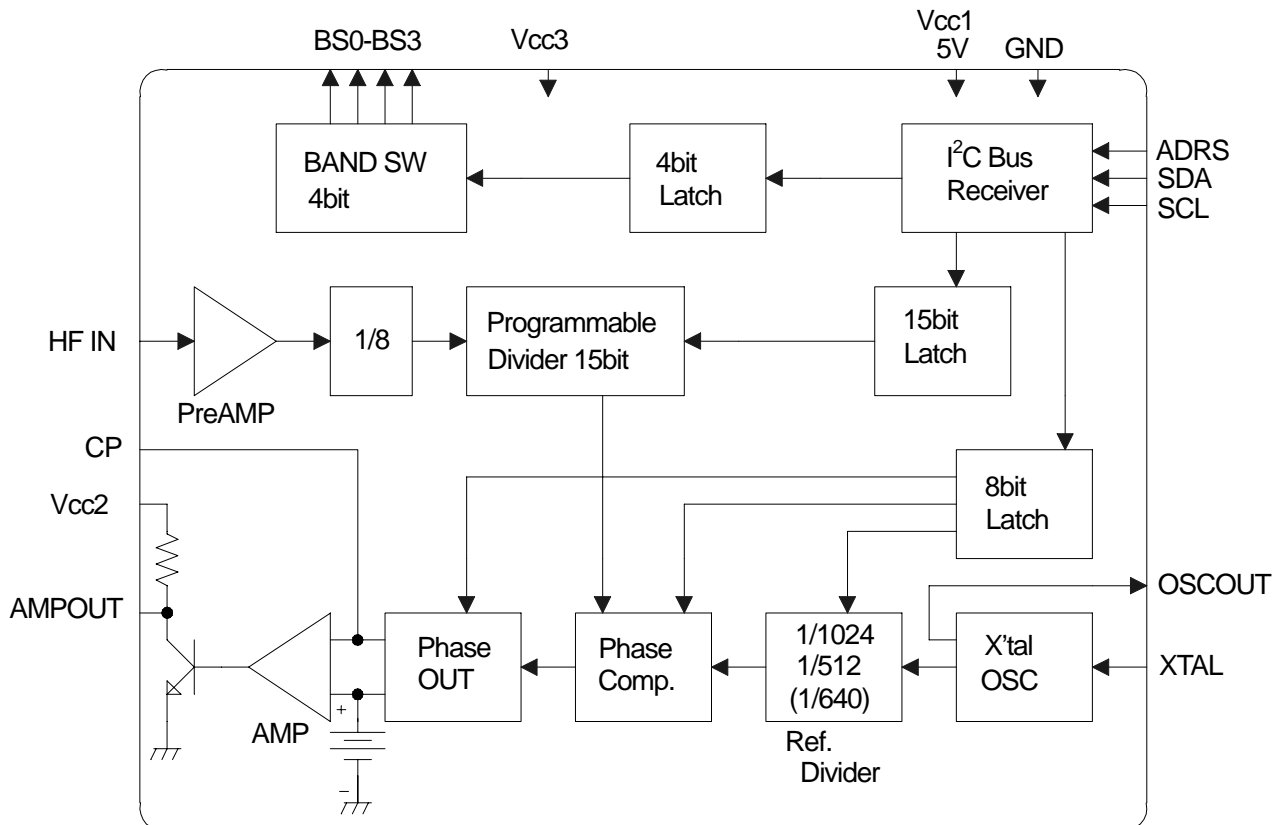 BS0-BS3
Vcc3
Vcc1
5V
GND
BAND SW
4bit
4bit
Latch
I²C Bus
Receiver
ADRS
SDA
SCL
HF IN
PreAMP
1/8
Programmable
Divider 15bit
15bit
Latch
CP
Vcc2
8bit
Latch
AMPOUT
OSCOUT
Phase
OUT
Phase
Comp.
1/1024
1/512
(1/640)
X'tal
OSC
XTAL
AMP
+
−
Ref.
Divider